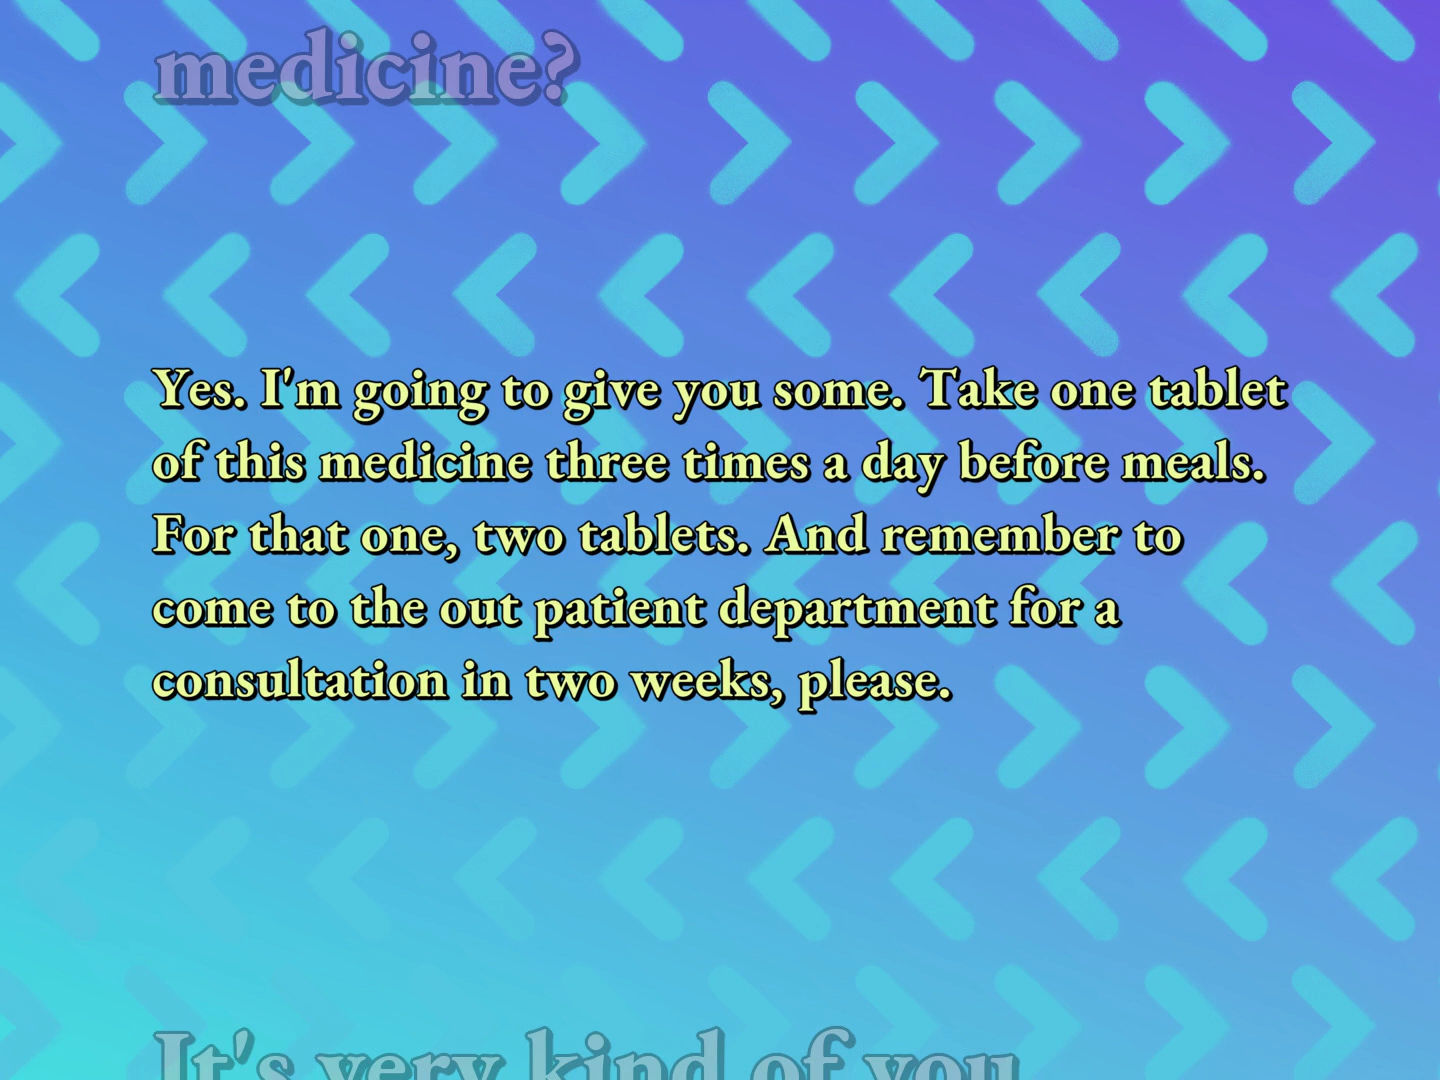 medicine?
Yes. I'm going to give you some. Take one tablet
of this medicine three times a day before meals.
For that one, two tablets. And remember to
come to the out patient department for a
consultation in two weeks, please.
It's very kind of you